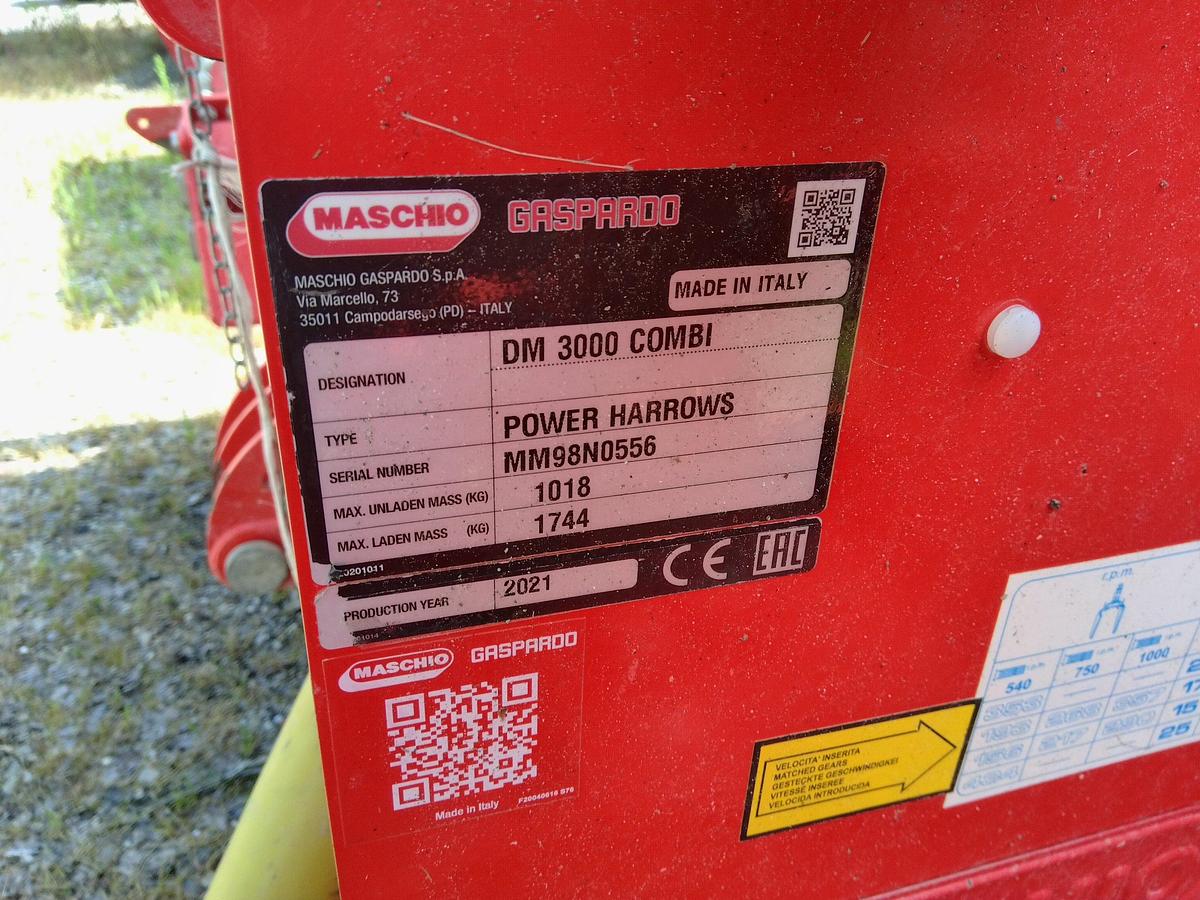 MASCHIO GASPARDO
MASCHIO GASPARDO S.p.A.
Via Marcello, 73
35011 Campodarsego (PD) – ITALY
MADE IN ITALY
DESIGNATION DM 3000 COMBI
TYPE POWER HARROWS
SERIAL NUMBER MM98N0556
MAX. UNLADEN MASS (KG) 1018
MAX. LADEN MASS (KG) 1744
PRODUCTION YEAR 2021
CE EAC
MASCHIO GASPARDO
Made in Italy F20040616 S76
VELOCITA' INSERITA
MATCHED GEARS
GESTECKTE GESCHWINDIGKEI
VITESSE INSEREE
VELOCIDA INTRODUCIDA
r.p.m.
540 750 1000